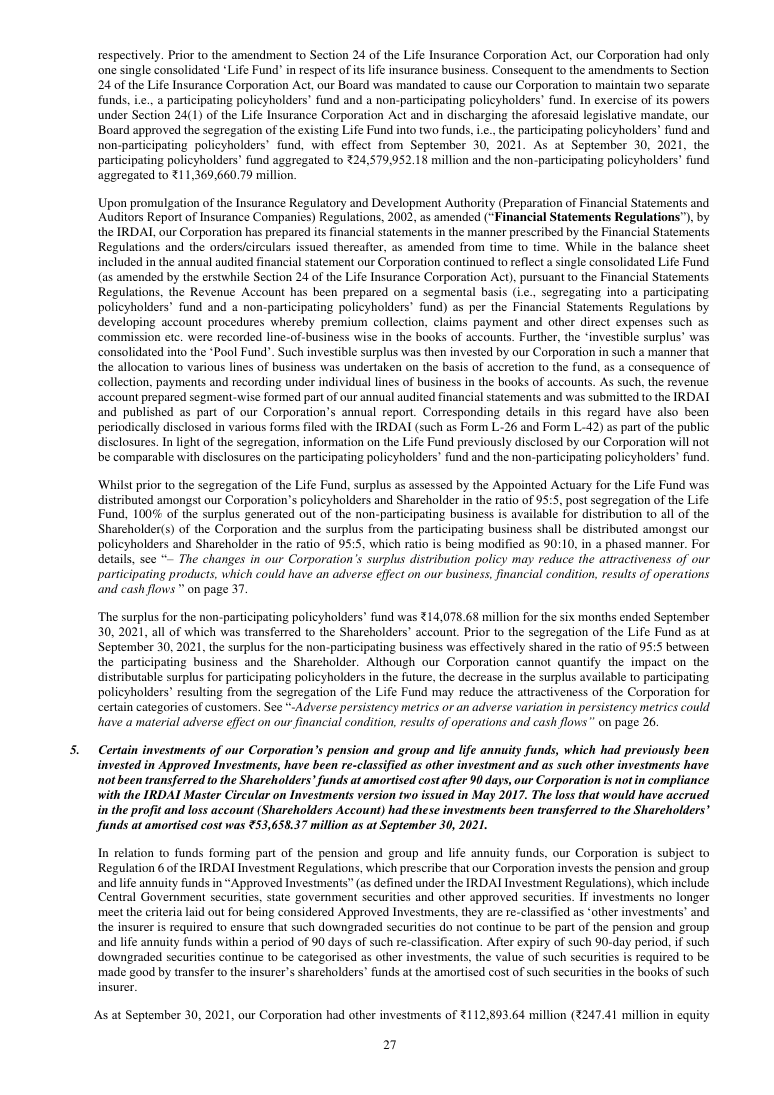 respectively. Prior to the amendment to Section 24 of the Life Insurance Corporation Act, our Corporation had only
one single consolidated ‘Life Fund’ in respect of its life insurance business. Consequent to the amendments to Section
24 of the Life Insurance Corporation Act, our Board was mandated to cause our Corporation to maintain two separate
funds, i.e., a participating policyholders’ fund and a non-participating policyholders’ fund. In exercise of its powers
under Section 24(1) of the Life Insurance Corporation Act and in discharging the aforesaid legislative mandate, our
Board approved the segregation of the existing Life Fund into two funds, i.e., the participating policyholders’ fund and
non-participating policyholders’ fund, with effect from September 30, 2021. As at September 30, 2021, the
participating policyholders’ fund aggregated to ₹24,579,952.18 million and the non-participating policyholders’ fund
aggregated to ₹11,369,660.79 million.
Upon promulgation of the Insurance Regulatory and Development Authority (Preparation of Financial Statements and
Auditors Report of Insurance Companies) Regulations, 2002, as amended (“Financial Statements Regulations”), by
the IRDAI, our Corporation has prepared its financial statements in the manner prescribed by the Financial Statements
Regulations and the orders/circulars issued thereafter, as amended from time to time. While in the balance sheet
included in the annual audited financial statement our Corporation continued to reflect a single consolidated Life Fund
(as amended by the erstwhile Section 24 of the Life Insurance Corporation Act), pursuant to the Financial Statements
Regulations, the Revenue Account has been prepared on a segmental basis (i.e., segregating into a participating
policyholders’ fund and a non-participating policyholders’ fund) as per the Financial Statements Regulations by
developing account procedures whereby premium collection, claims payment and other direct expenses such as
commission etc. were recorded line-of-business wise in the books of accounts. Further, the ‘investible surplus’ was
consolidated into the ‘Pool Fund’. Such investible surplus was then invested by our Corporation in such a manner that
the allocation to various lines of business was undertaken on the basis of accretion to the fund, as a consequence of
collection, payments and recording under individual lines of business in the books of accounts. As such, the revenue
account prepared segment-wise formed part of our annual audited financial statements and was submitted to the IRDAI
and published as part of our Corporation’s annual report. Corresponding details in this regard have also been
periodically disclosed in various forms filed with the IRDAI (such as Form L-26 and Form L-42) as part of the public
disclosures. In light of the segregation, information on the Life Fund previously disclosed by our Corporation will not
be comparable with disclosures on the participating policyholders’ fund and the non-participating policyholders’ fund.
Whilst prior to the segregation of the Life Fund, surplus as assessed by the Appointed Actuary for the Life Fund was
distributed amongst our Corporation’s policyholders and Shareholder in the ratio of 95:5, post segregation of the Life
Fund, 100% of the surplus generated out of the non-participating business is available for distribution to all of the
Shareholder(s) of the Corporation and the surplus from the participating business shall be distributed amongst our
policyholders and Shareholder in the ratio of 95:5, which ratio is being modified as 90:10, in a phased manner. For
details, see “– The changes in our Corporation’s surplus distribution policy may reduce the attractiveness of our
participating products, which could have an adverse effect on our business, financial condition, results of operations
and cash flows ” on page 37.
The surplus for the non-participating policyholders’ fund was ₹14,078.68 million for the six months ended September
30, 2021, all of which was transferred to the Shareholders’ account. Prior to the segregation of the Life Fund as at
September 30, 2021, the surplus for the non-participating business was effectively shared in the ratio of 95:5 between
the participating business and the Shareholder. Although our Corporation cannot quantify the impact on the
distributable surplus for participating policyholders in the future, the decrease in the surplus available to participating
policyholders’ resulting from the segregation of the Life Fund may reduce the attractiveness of the Corporation for
certain categories of customers. See “-Adverse persistency metrics or an adverse variation in persistency metrics could
have a material adverse effect on our financial condition, results of operations and cash flows” on page 26.
5. Certain investments of our Corporation’s pension and group and life annuity funds, which had previously been
invested in Approved Investments, have been re-classified as other investment and as such other investments have
not been transferred to the Shareholders’ funds at amortised cost after 90 days, our Corporation is not in compliance
with the IRDAI Master Circular on Investments version two issued in May 2017. The loss that would have accrued
in the profit and loss account (Shareholders Account) had these investments been transferred to the Shareholders’
funds at amortised cost was ₹53,658.37 million as at September 30, 2021.
In relation to funds forming part of the pension and group and life annuity funds, our Corporation is subject to
Regulation 6 of the IRDAI Investment Regulations, which prescribe that our Corporation invests the pension and group
and life annuity funds in “Approved Investments” (as defined under the IRDAI Investment Regulations), which include
Central Government securities, state government securities and other approved securities. If investments no longer
meet the criteria laid out for being considered Approved Investments, they are re-classified as ‘other investments’ and
the insurer is required to ensure that such downgraded securities do not continue to be part of the pension and group
and life annuity funds within a period of 90 days of such re-classification. After expiry of such 90-day period, if such
downgraded securities continue to be categorised as other investments, the value of such securities is required to be
made good by transfer to the insurer’s shareholders’ funds at the amortised cost of such securities in the books of such
insurer.
As at September 30, 2021, our Corporation had other investments of ₹112,893.64 million (₹247.41 million in equity
27